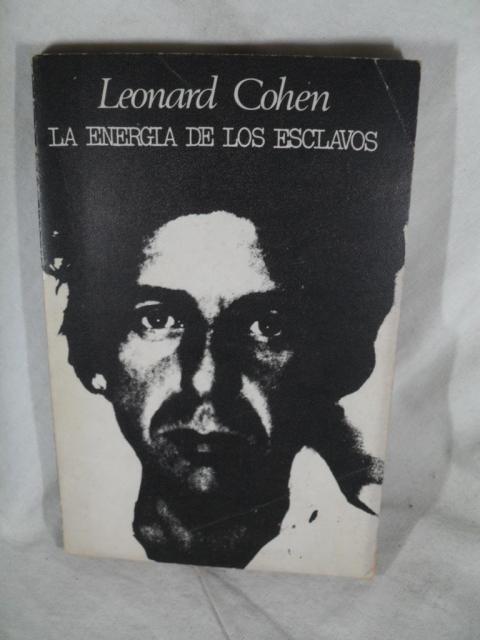 Leonard Cohen
LA ENERGIA DE LOS ESCLAVOS